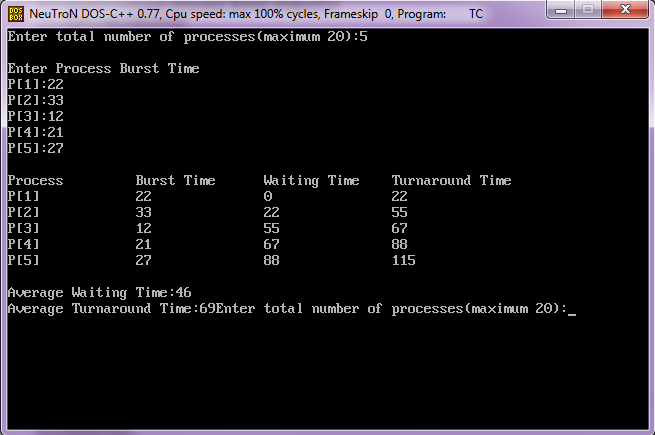 NeuTroN DOS-C++ 0.77, Cpu speed: max 100% cycles, Frameskip 0, Program: TC
Enter total number of processes(maximum 20):5
Enter Process Burst Time
P[1]:22
P[2]:33
P[3]:12
P[4]:21
P[5]:27
Process Burst Time Waiting Time Turnaround Time
P[1] 22 0 22
P[2] 33 22 55
P[3] 12 55 67
P[4] 21 67 88
P[5] 27 88 115
Average Waiting Time:46
Average Turnaround Time:69Enter total number of processes(maximum 20):_